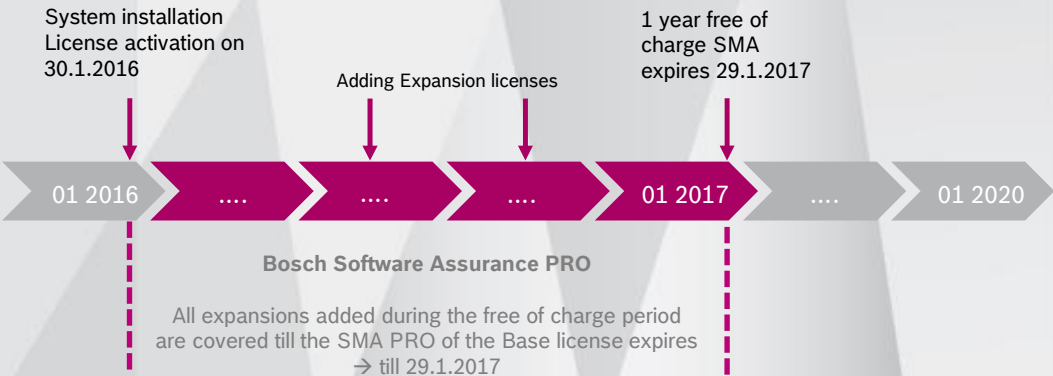 System installation
License activation on
30.1.2016
Adding Expansion licenses
1 year free of
charge SMA
expires 29.1.2017
01 2016
....
....
....
01 2017
....
01 2020
Bosch Software Assurance PRO
All expansions added during the free of charge period
are covered till the SMA PRO of the Base license expires
→ till 29.1.2017